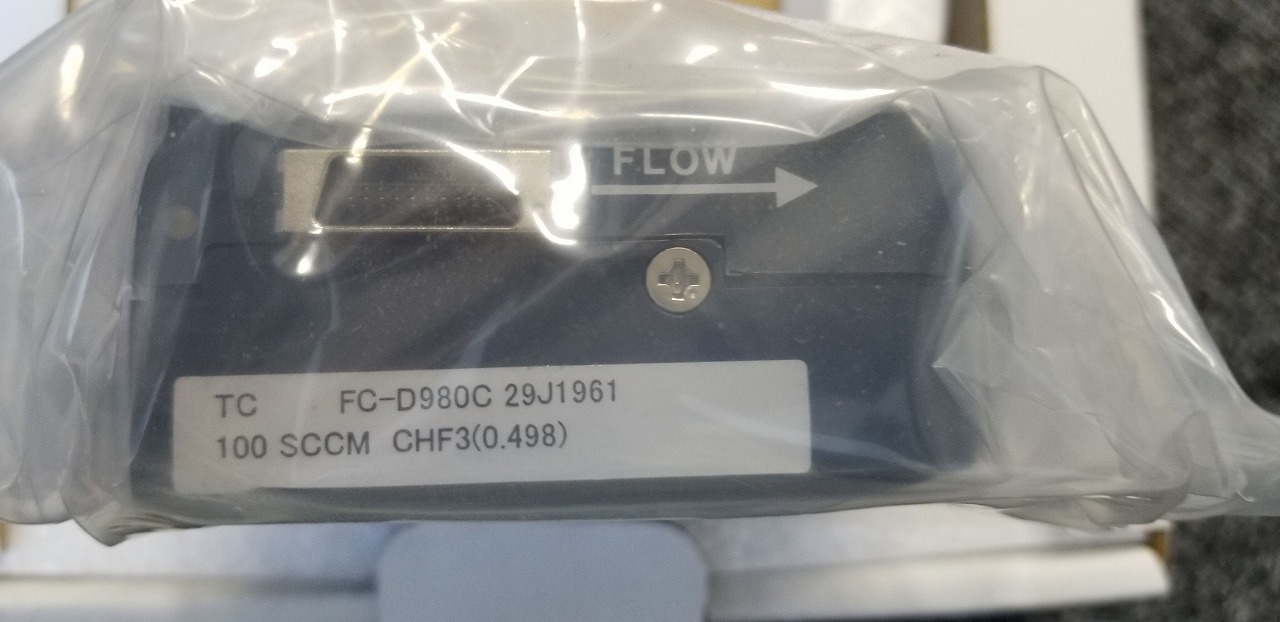 FLOW
TC FC-D980C 29J1961
100 SCCM CHF3(0.498)